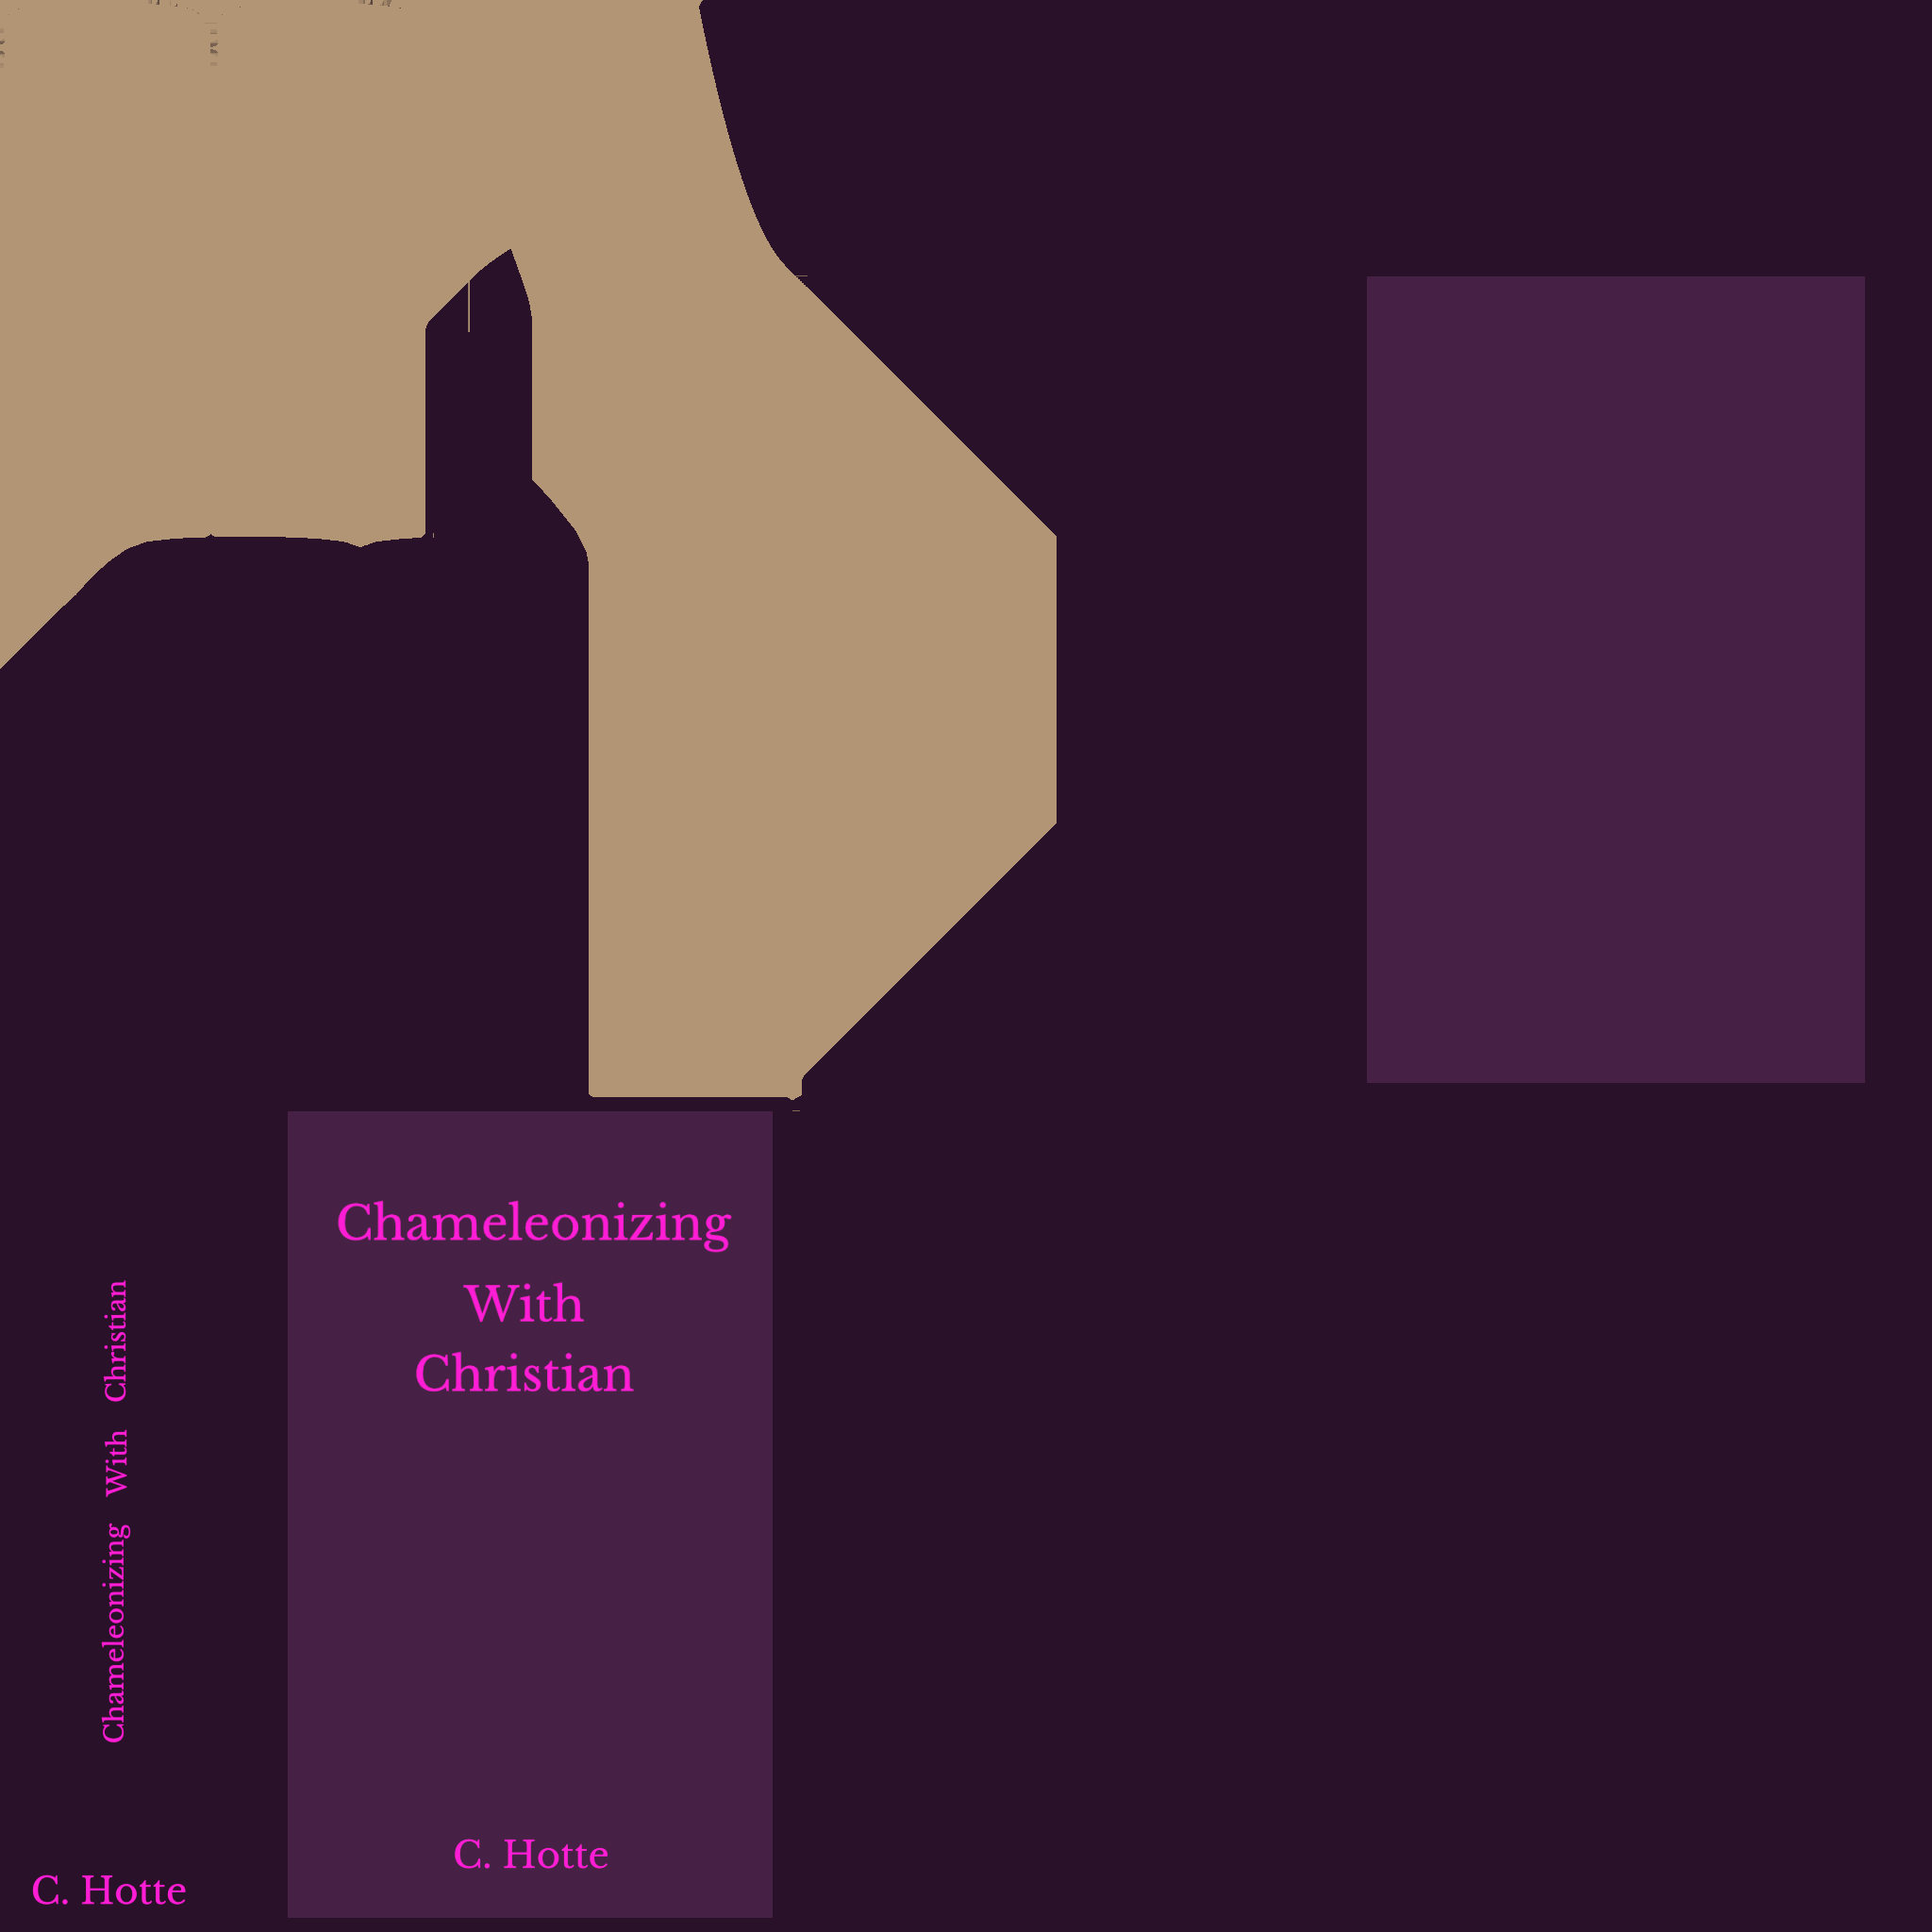 Chameleonizing
With
Christian
C. Hotte
Chameleonizing With Christian
C. Hotte